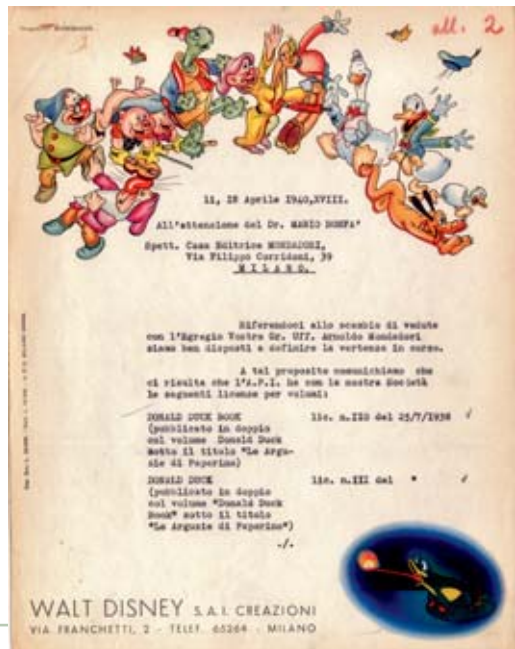 all. 2
li, 18 Aprile 1940, XVIII.
All'attenzione del Dr. MARIO
Spett. Casa Editrice MONDADORI,
Via Filippo Corridoni, 39
MILANO.
Riferendoci allo scambio di vedute
con l'Egregio Vostro Gr. Uff. Arnoldo Mondadori
siamo ben disposti a definire la vertenza in corso.
A tal proposito comunichiamo che
ci risulta che l'A.P.I. ha con la nostra Società
le seguenti licenze per volumi:
DONALD DUCK BOOK lic. n. del 25/7/1938
(pubblicato in doppio
col volume Donald Duck
sotto il titolo "Le Argu-
zie di Paperino)
DONALD DUCK lic. n.III del "
(pubblicato in doppio
col volume "Donald Duck
Book" sotto il titolo
"Le Arguzie di Paperino")
./.
WALT DISNEY S.A.I. CREAZIONI
VIA FRANCHETTI, 2 - TELEF. 65264 - MILANO